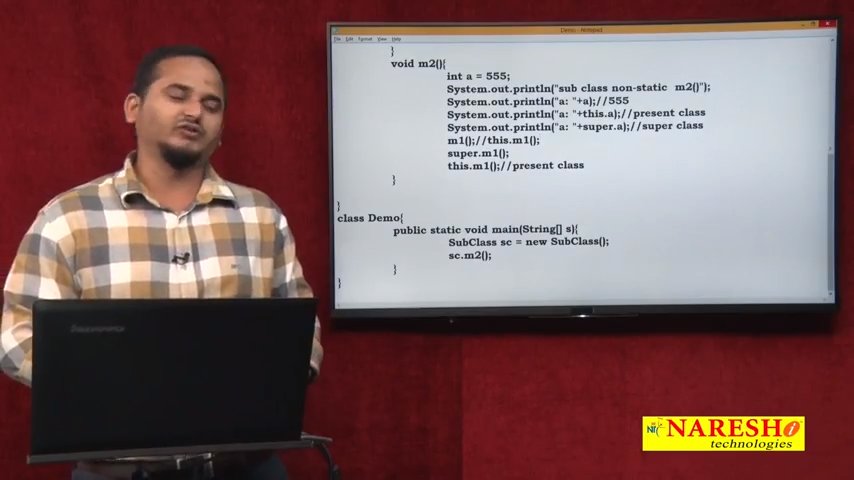 Demo - Notepad
File Edit Format View Help
}
void m2(){
int a = 555;
System.out.println("sub class non-static m2()");
System.out.println("a: "+a);//555
System.out.println("a: "+this.a);//present class
System.out.println("a: "+super.a);//super class
m1();//this.m1();
super.m1();
this.m1();//present class
}
}
class Demo{
public static void main(String[] s){
SubClass sc = new SubClass();
sc.m2();
}
}
NARESH i
technologies